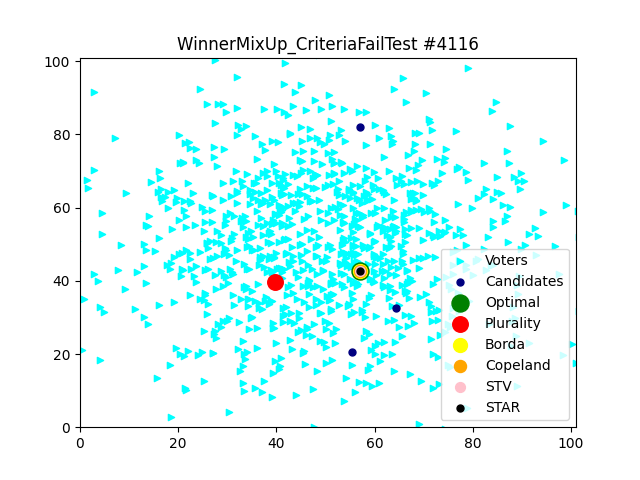 WinnerMixUp_CriteriaFailTest #4116
100
80
60
40
20
0
0
20
40
60
80
100
Voters
Candidates
Optimal
Plurality
Borda
Copeland
STV
STAR